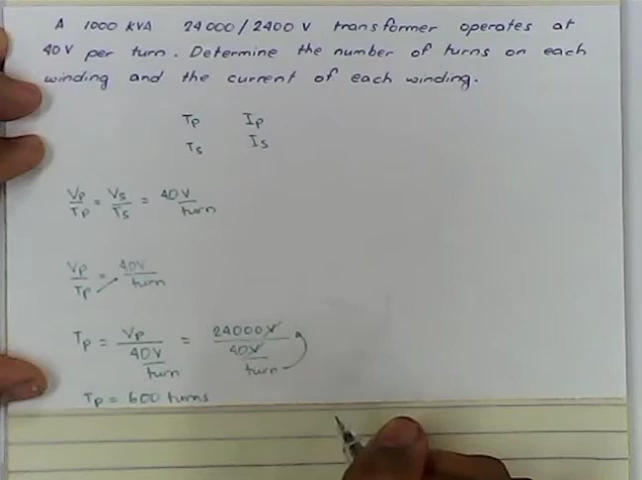 A 1000 KVA 24000/2400 V transformer operates at
40V per turn. Determine the number of turns on each
winding and the current of each winding.
Tp Ip
Ts Is
Vp/Tp = Vs/Ts = 40V/turn
Vp/Tp = 40V/turn
Tp = Vp/(40V/turn) = 24000V/(40V/turn)
Tp = 600 turns